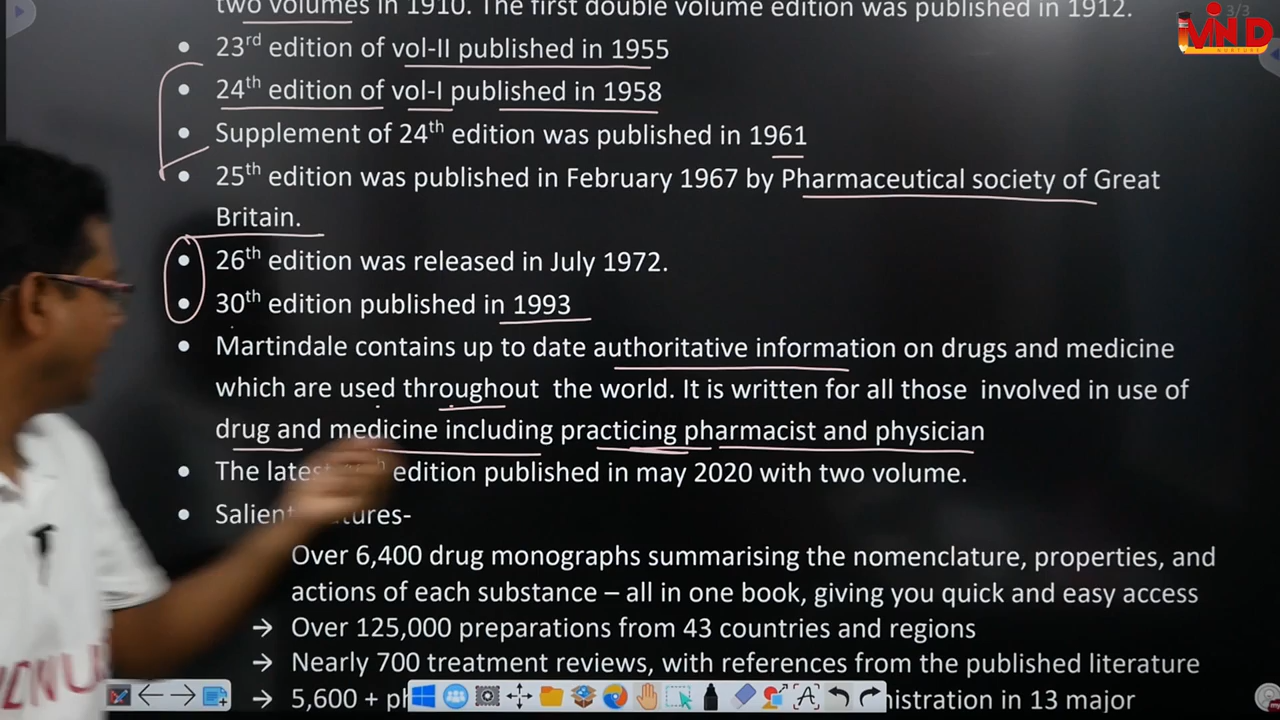 two volumes in 1910. The first double volume edition was published in 1912.
3/3
MIND
NURTURE
• 23rd edition of vol-II published in 1955
• 24th edition of vol-I published in 1958
• Supplement of 24th edition was published in 1961
• 25th edition was published in February 1967 by Pharmaceutical society of Great
Britain.
• 26th edition was released in July 1972.
• 30th edition published in 1993
• Martindale contains up to date authoritative information on drugs and medicine
which are used throughout the world. It is written for all those involved in use of
drug and medicine including practicing pharmacist and physician
• The latest edition published in may 2020 with two volume.
• Salient
Over 6,400 drug monographs summarising the nomenclature, properties, and
actions of each substance – all in one book, giving you quick and easy access
→ Over 125,000 preparations from 43 countries and regions
→ Nearly 700 treatment reviews, with references from the published literature
→ 5,600 + in 13 major